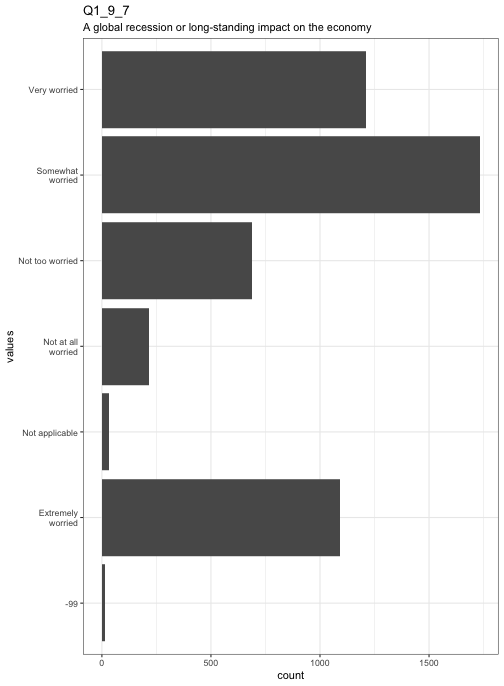 Q1_9_7
A global recession or long-standing impact on the economy
Very worried
Somewhat
worried
Not too worried
Not at all
worried
Not applicable
Extremely
worried
-99
values
0
500
1000
1500
count